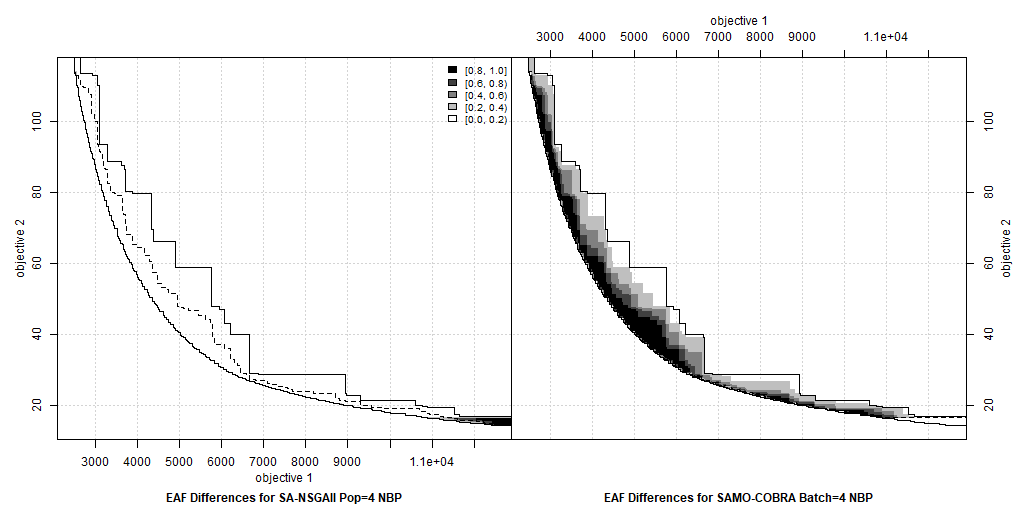 objective 1
3000 4000 5000 6000 7000 8000 9000 1.1e+04
[0.8, 1.0]
[0.6, 0.8)
[0.4, 0.6)
[0.2, 0.4)
[0.0, 0.2)
100
80
60
40
20
objective 2
100
80
60
40
20
objective 2
3000 4000 5000 6000 7000 8000 9000 1.1e+04
objective 1
EAF Differences for SA-NSGAII Pop=4 NBP
EAF Differences for SAMO-COBRA Batch=4 NBP